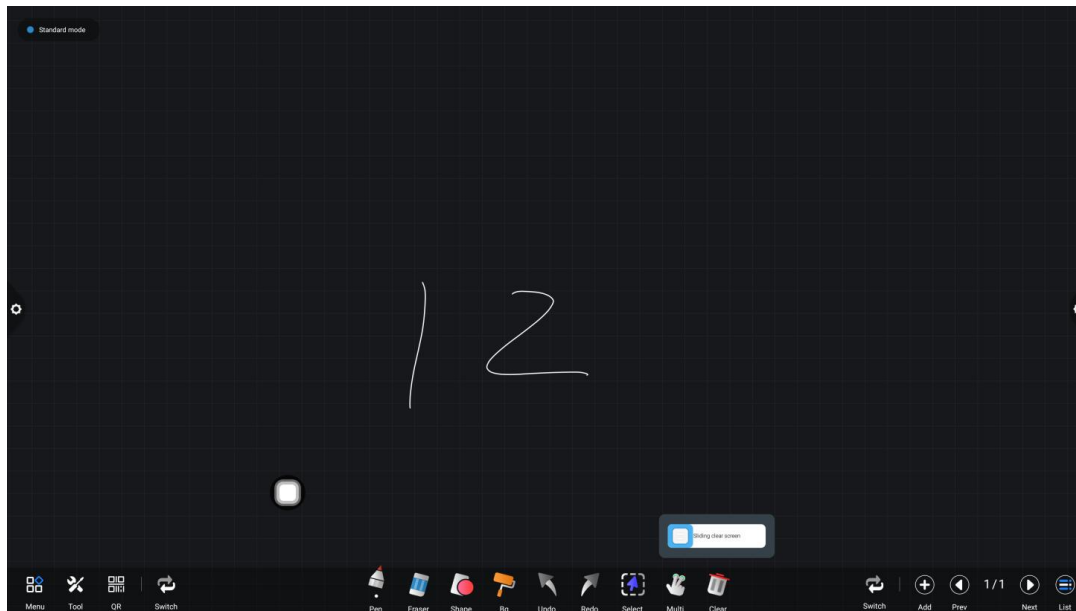 Standard mode
12
Sliding clear screen
Menu Tool QR Switch Pen Eraser Shape Bg Undo Redo Select Multi Clear Switch Add Prev 1/1 Next List